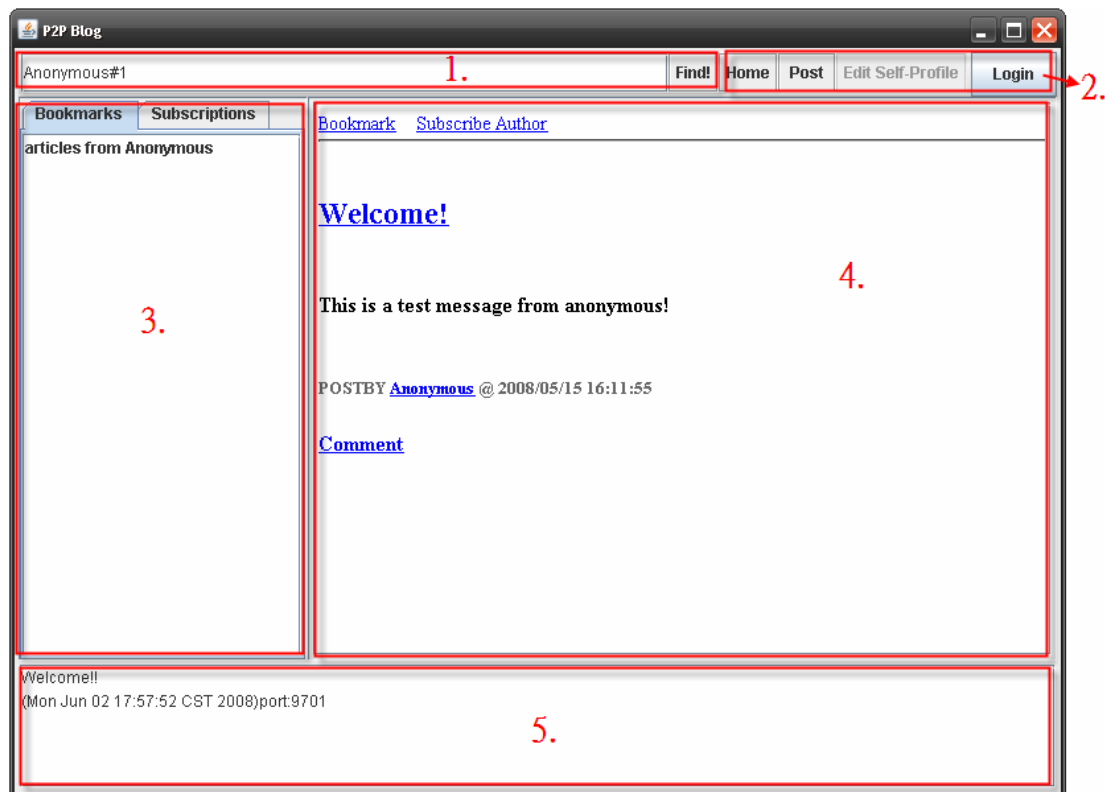 P2P Blog
Anonymous#1 1. Find! Home Post Edit Self-Profile Login
2.
Bookmarks Subscriptions
articles from Anonymous
3.
Bookmark Subscribe Author
Welcome!
4.
This is a test message from anonymous!
POSTBY Anonymous @ 2008/05/15 16:11:55
Comment
Welcome!!
(Mon Jun 02 17:57:52 CST 2008)port:9701
5.